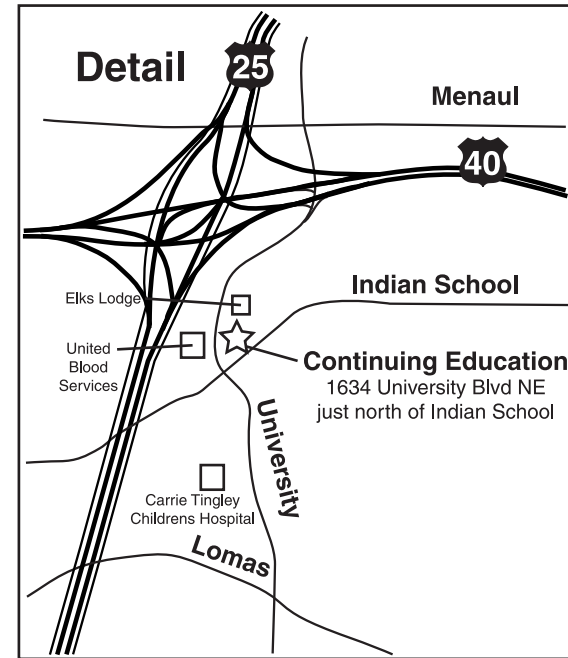 Detail
25
Menaul
40
Indian School
Elks Lodge
United
Blood
Services
Continuing Education
1634 University Blvd NE
just north of Indian School
University
Carrie Tingley
Childrens Hospital
Lomas